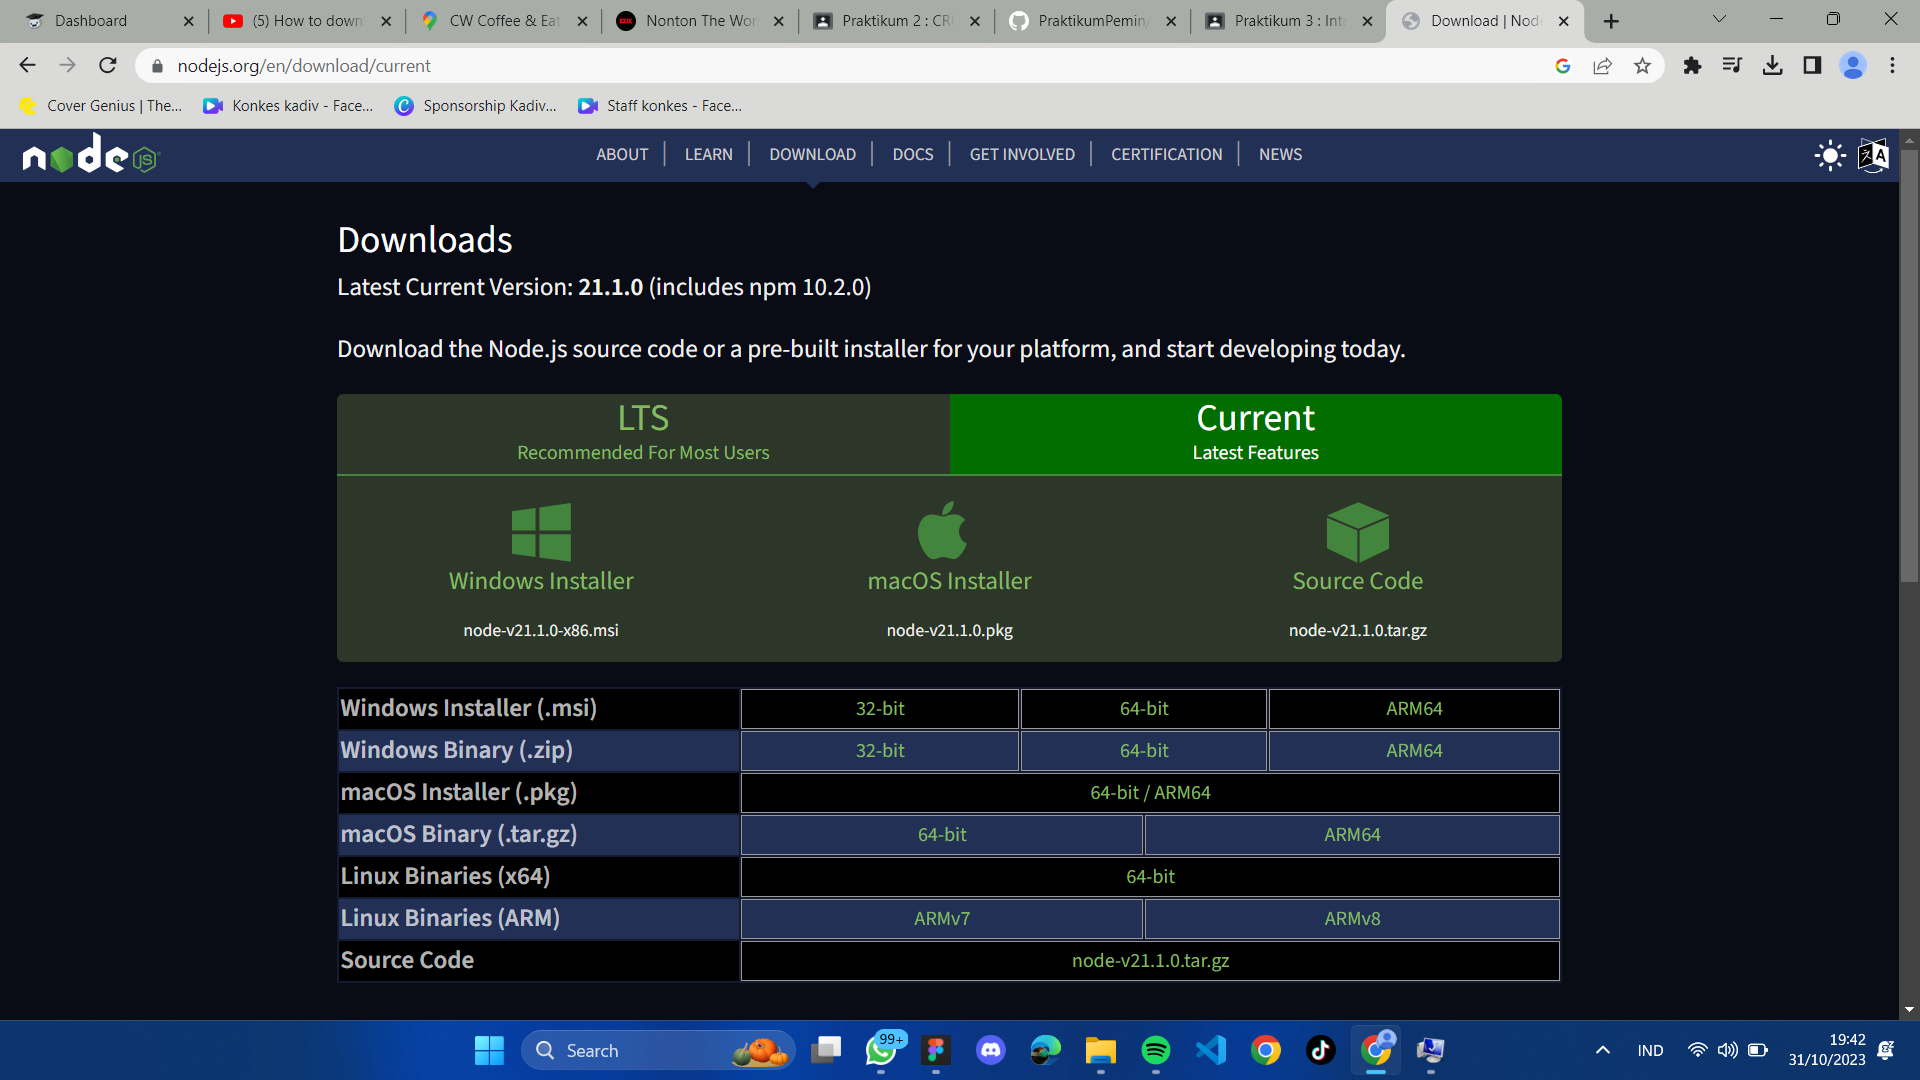 Dashboard
(5) How to downl
CW Coffee & Eat
Nonton The Wor
Praktikum 2 : CRU
PraktikumPemin/
Praktikum 3 : Inte
Download | Node
nodejs.org/en/download/current
Cover Genius | The...
Konkes kadiv - Face...
Sponsorship Kadiv...
Staff konkes - Face...
node JS
ABOUT
LEARN
DOWNLOAD
DOCS
GET INVOLVED
CERTIFICATION
NEWS
Downloads
Latest Current Version: 21.1.0 (includes npm 10.2.0)
Download the Node.js source code or a pre-built installer for your platform, and start developing today.
LTS
Recommended For Most Users
Current
Latest Features
Windows Installer
node-v21.1.0-x86.msi
macOS Installer
node-v21.1.0.pkg
Source Code
node-v21.1.0.tar.gz
Windows Installer (.msi) 32-bit 64-bit ARM64
Windows Binary (.zip) 32-bit 64-bit ARM64
macOS Installer (.pkg) 64-bit / ARM64
macOS Binary (.tar.gz) 64-bit ARM64
Linux Binaries (x64) 64-bit
Linux Binaries (ARM) ARMv7 ARMv8
Source Code node-v21.1.0.tar.gz
Search
99+
IND
19:42
31/10/2023